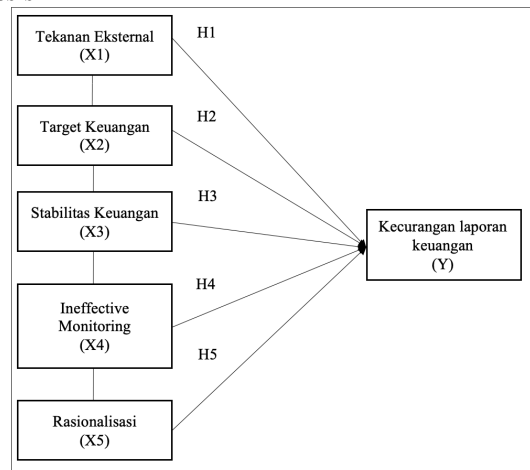 Tekanan Eksternal
(X1)
H1
Target Keuangan
(X2)
H2
Stabilitas Keuangan
(X3)
H3
Kecurangan laporan
keuangan
(Y)
Ineffective
Monitoring
(X4)
H4
Rasionalisasi
(X5)
H5